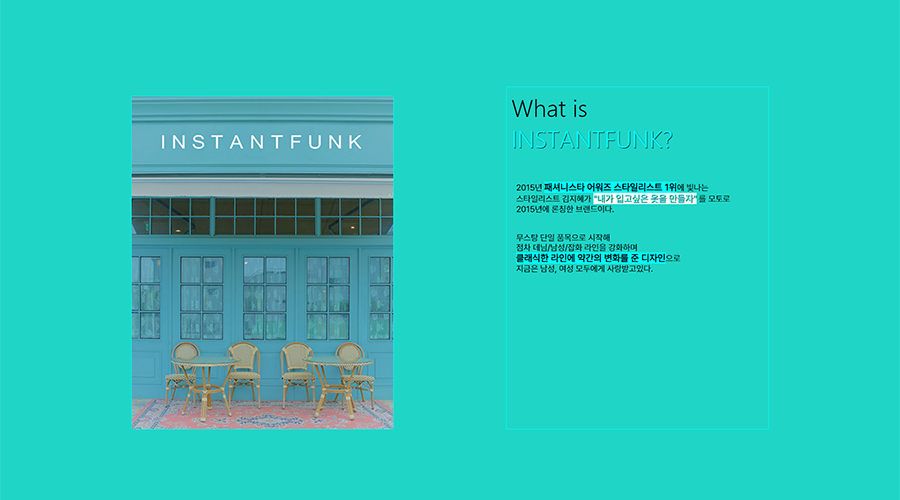 INSTANTFUNK
What is
INSTANTFUNK?
2015년 패셔니스타 어워즈 스타일리스트 1위에 빛나는
스타일리스트 김지혜가 "내가 입고싶은 옷을 만들자"를 모토로
2015년에 론칭한 브랜드이다.
무스탕 단일 품목으로 시작해
점차 데님/남성/잡화 라인을 강화하며
클래식한 라인에 약간의 변화를 준 디자인으로
지금은 남성, 여성 모두에게 사랑받고있다.